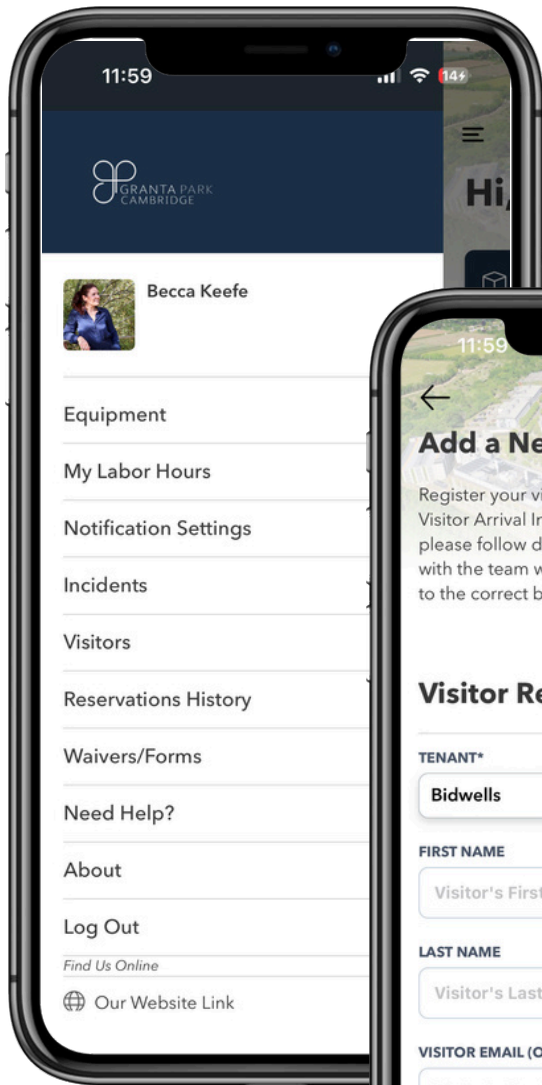 11:59
14
GRANTA PARK
CAMBRIDGE
Hi,
Becca Keefe
Equipment
My Labor Hours
Notification Settings
Incidents
Visitors
Reservations History
Waivers/Forms
Need Help?
About
Log Out
Find Us Online
Our Website Link
11:59
Add a Ne
Register your vi
Visitor Arrival In
please follow d
with the team w
to the correct b
Visitor Re
TENANT*
Bidwells
FIRST NAME
Visitor's First
LAST NAME
Visitor's Last
VISITOR EMAIL (O